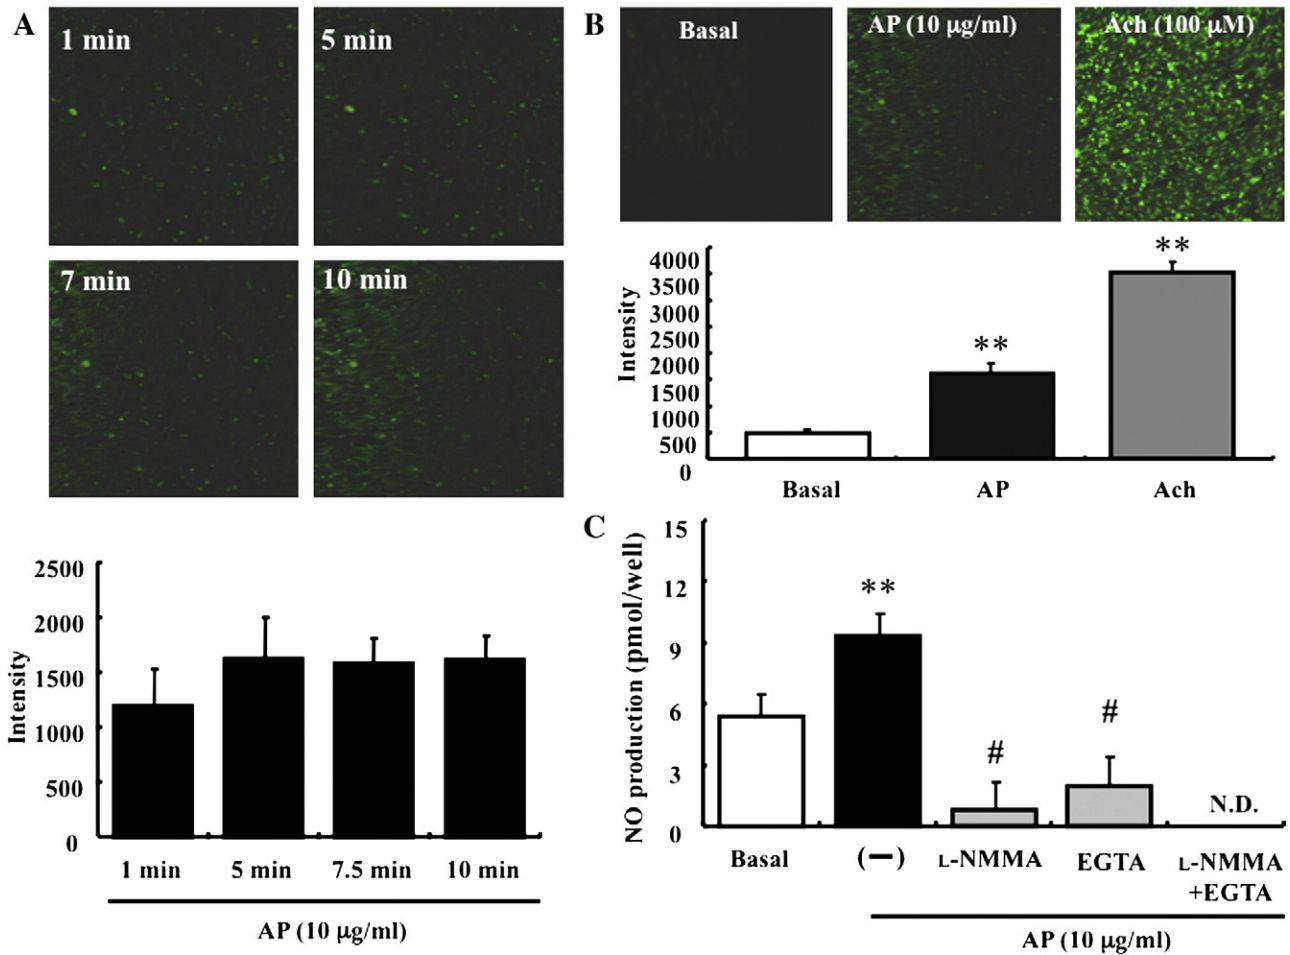 A
1 min
5 min
7 min
10 min
2500
2000
1500
1000
500
0
Intensity
1 min 5 min 7.5 min 10 min
AP (10 μg/ml)
B
Basal
AP (10 μg/ml)
Ach (100 μM)
4000
3500
3000
2500
2000
1500
1000
500
0
Intensity
**
**
Basal AP Ach
C
15
12
9
6
3
0
NO production (pmol/well)
**
#
#
N.D.
Basal (−) L-NMMA EGTA L-NMMA
+EGTA
AP (10 μg/ml)